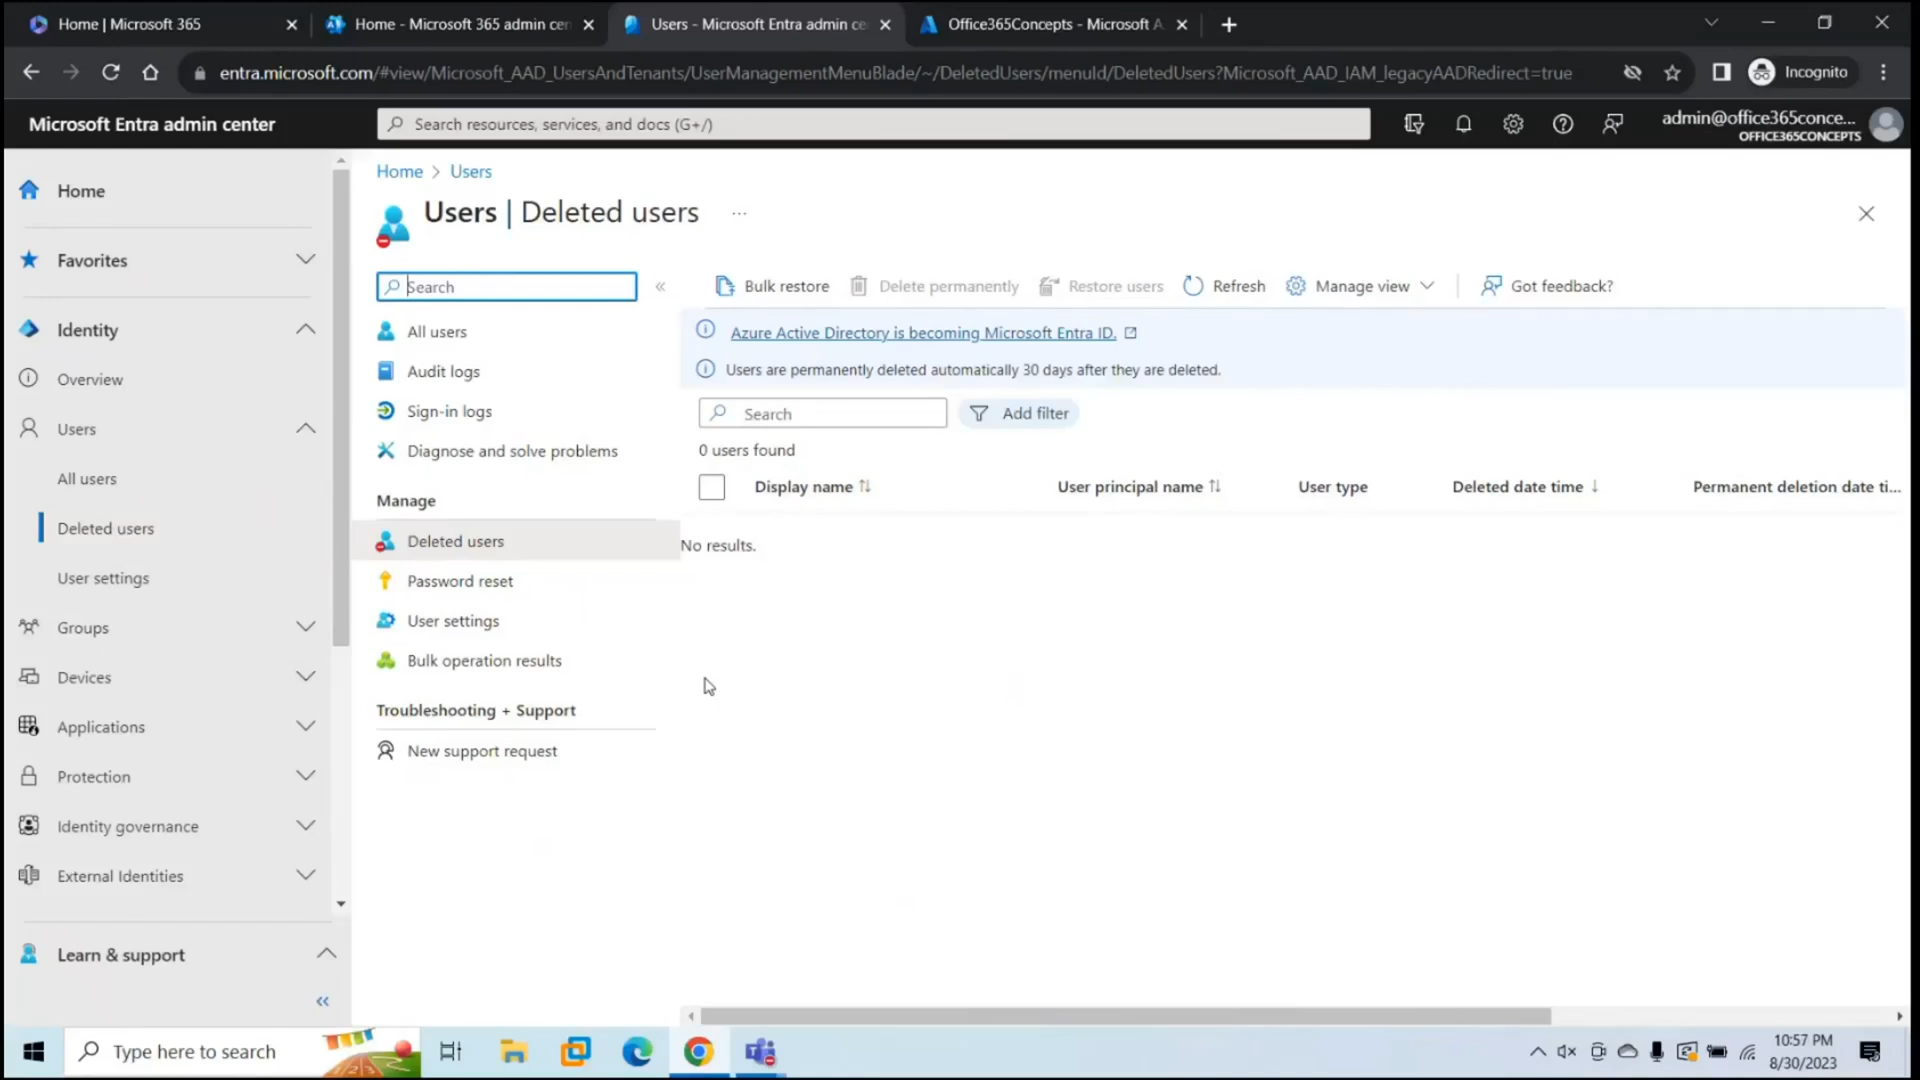 Home | Microsoft 365
Home - Microsoft 365 admin cen
Users - Microsoft Entra admin ce
Office365Concepts - Microsoft A
entra.microsoft.com/#view/Microsoft_AAD_UsersAndTenants/UserManagementMenuBlade/~/DeletedUsers/menuId/DeletedUsers?Microsoft_AAD_IAM_legacyAADRedirect=true
Incognito
Microsoft Entra admin center
Search resources, services, and docs (G+/)
admin@office365conce...
OFFICE365CONCEPTS
Home
Favorites
Identity
Overview
Users
All users
Deleted users
User settings
Groups
Devices
Applications
Protection
Identity governance
External Identities
Learn & support
Home > Users
Users | Deleted users ...
Search
All users
Audit logs
Sign-in logs
Diagnose and solve problems
Manage
Deleted users
Password reset
User settings
Bulk operation results
Troubleshooting + Support
New support request
Bulk restore Delete permanently Restore users Refresh Manage view Got feedback?
Azure Active Directory is becoming Microsoft Entra ID.
Users are permanently deleted automatically 30 days after they are deleted.
Search Add filter
0 users found
Display name User principal name User type Deleted date time Permanent deletion date ti...
No results.
Type here to search
10:57 PM
8/30/2023